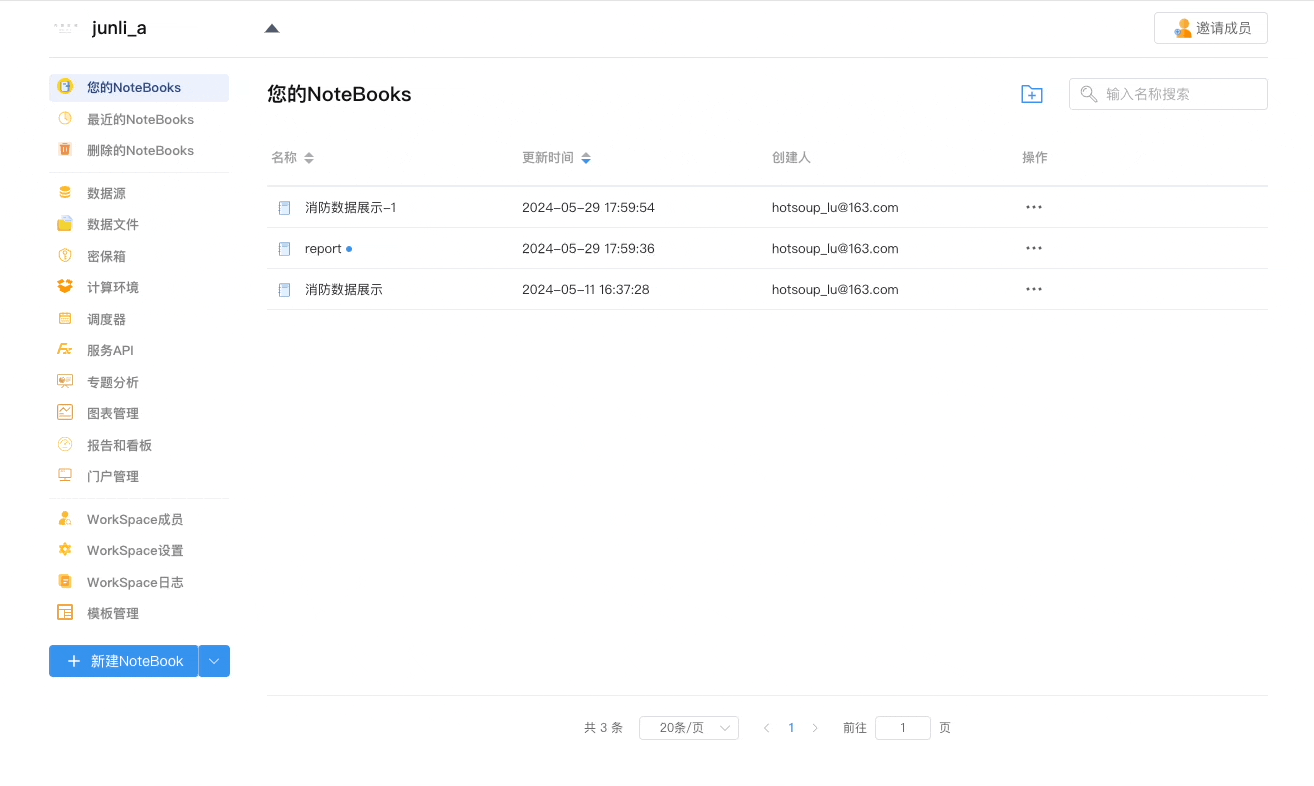 junli_a
邀请成员
您的NoteBooks
最近的NoteBooks
删除的NoteBooks
数据源
数据文件
密保箱
计算环境
调度器
服务API
专题分析
图表管理
报告和看板
门户管理
WorkSpace成员
WorkSpace设置
WorkSpace日志
模板管理
新建NoteBook
您的NoteBooks
输入名称搜索
名称 更新时间 创建人 操作
消防数据展示-1 2024-05-29 17:59:54 hotsoup_lu@163.com
report 2024-05-29 17:59:36 hotsoup_lu@163.com
消防数据展示 2024-05-11 16:37:28 hotsoup_lu@163.com
共 3 条 20条/页 1 前往 1 页